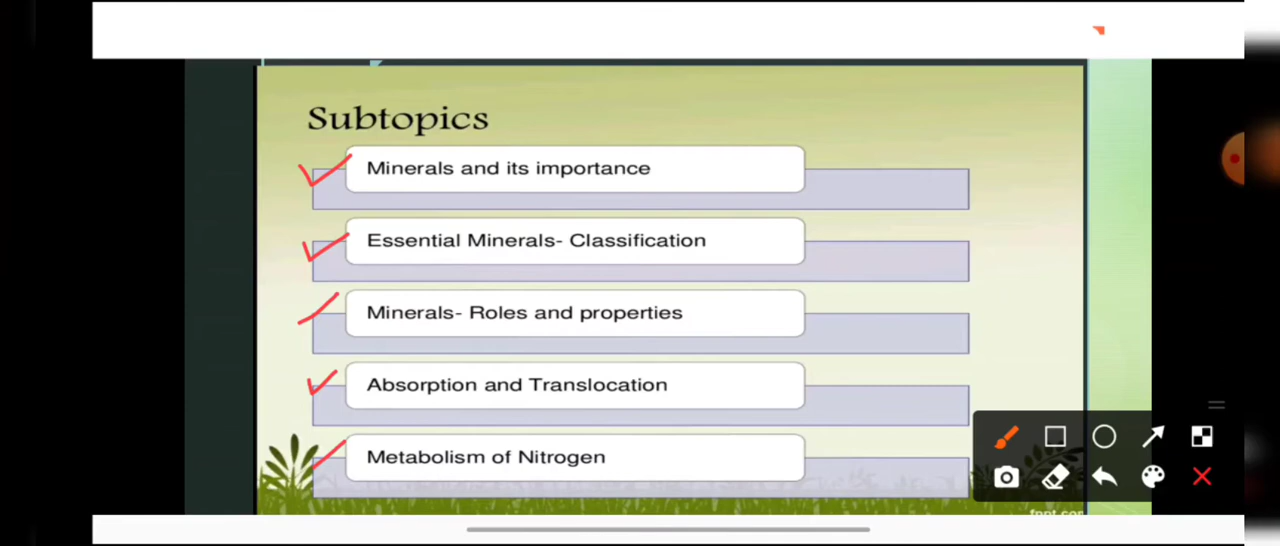 Subtopics
Minerals and its importance
Essential Minerals- Classification
Minerals- Roles and properties
Absorption and Translocation
Metabolism of Nitrogen